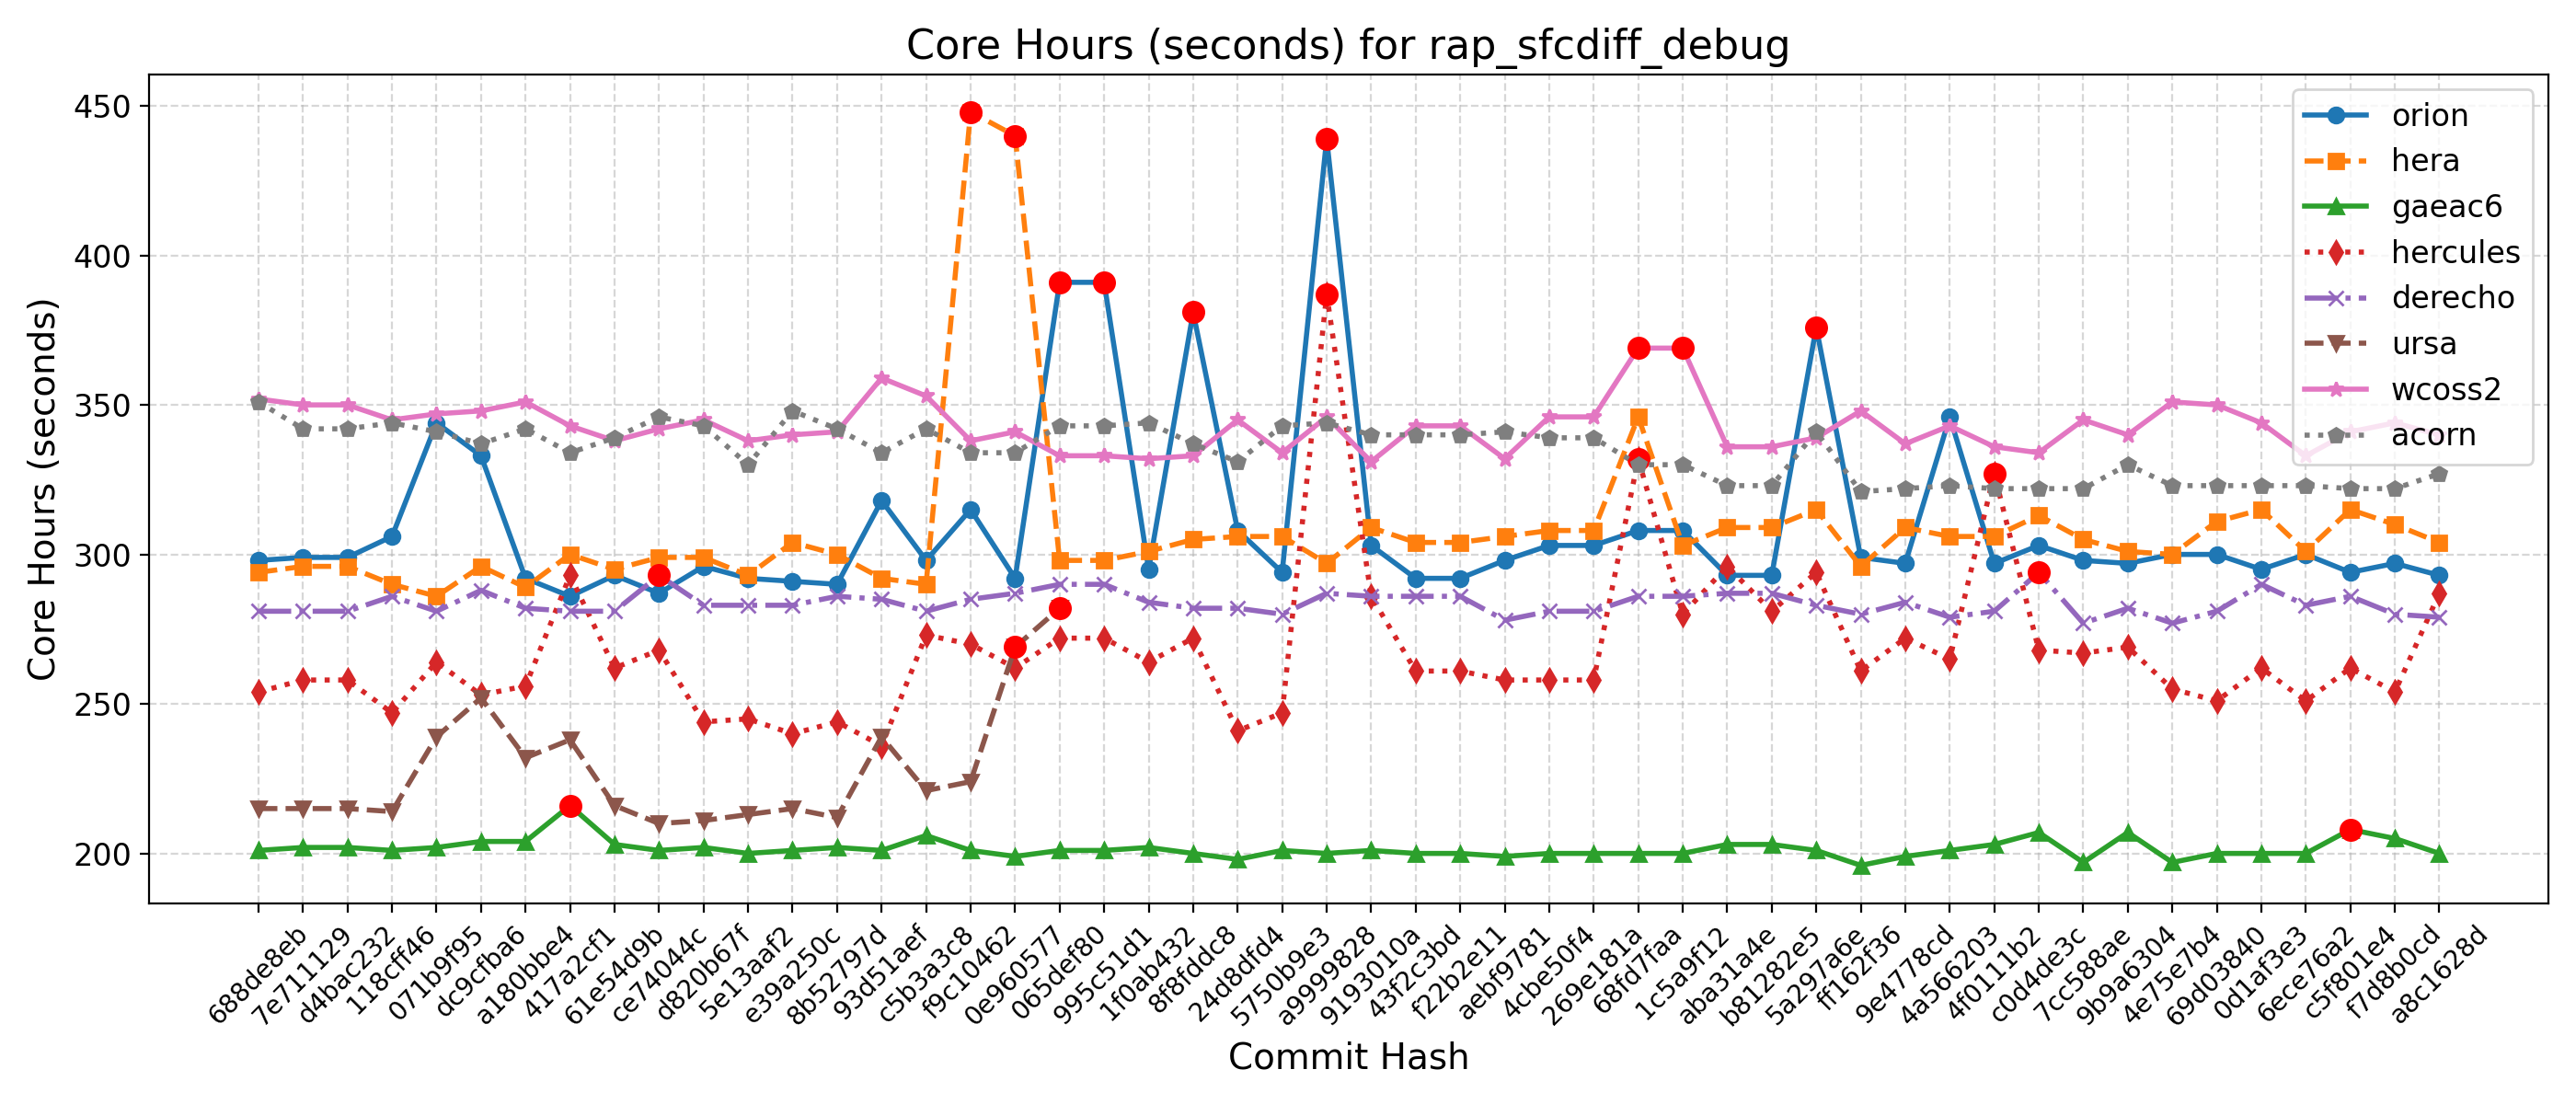 Core Hours (seconds) for rap_sfcdiff_debug
Core Hours (seconds)
450
400
350
300
250
200
orion
hera
gaeac6
hercules
derecho
ursa
wcoss2
acorn
688de8eb
7e711129
d4bac232
118cff46
071b9f95
dc9cfba6
a180bbe4
417a2cf1
61e54d9b
ce74044c
d820b67f
5e13aaf2
e39a250c
8b52797d
93d51aef
c5b3a3c8
f9c10462
0e960577
065def80
995c51d1
1f0ab432
8f8fddc8
24d8dfd4
5750b9e3
a9999828
9193010a
43f2c3bd
f22b2e11
aebf9781
4cbe50f4
269e181a
68fd7faa
1c5a9f12
aba31a4e
b81282e5
5a297a6e
ff162f36
9e4778cd
4a566203
4f0111b2
c0d4de3c
7cc588ae
9b9a6304
4e75e7b4
69d03840
0d1af3e3
6ece76a2
c5f801e4
f7d8b0cd
a8c1628d
Commit Hash